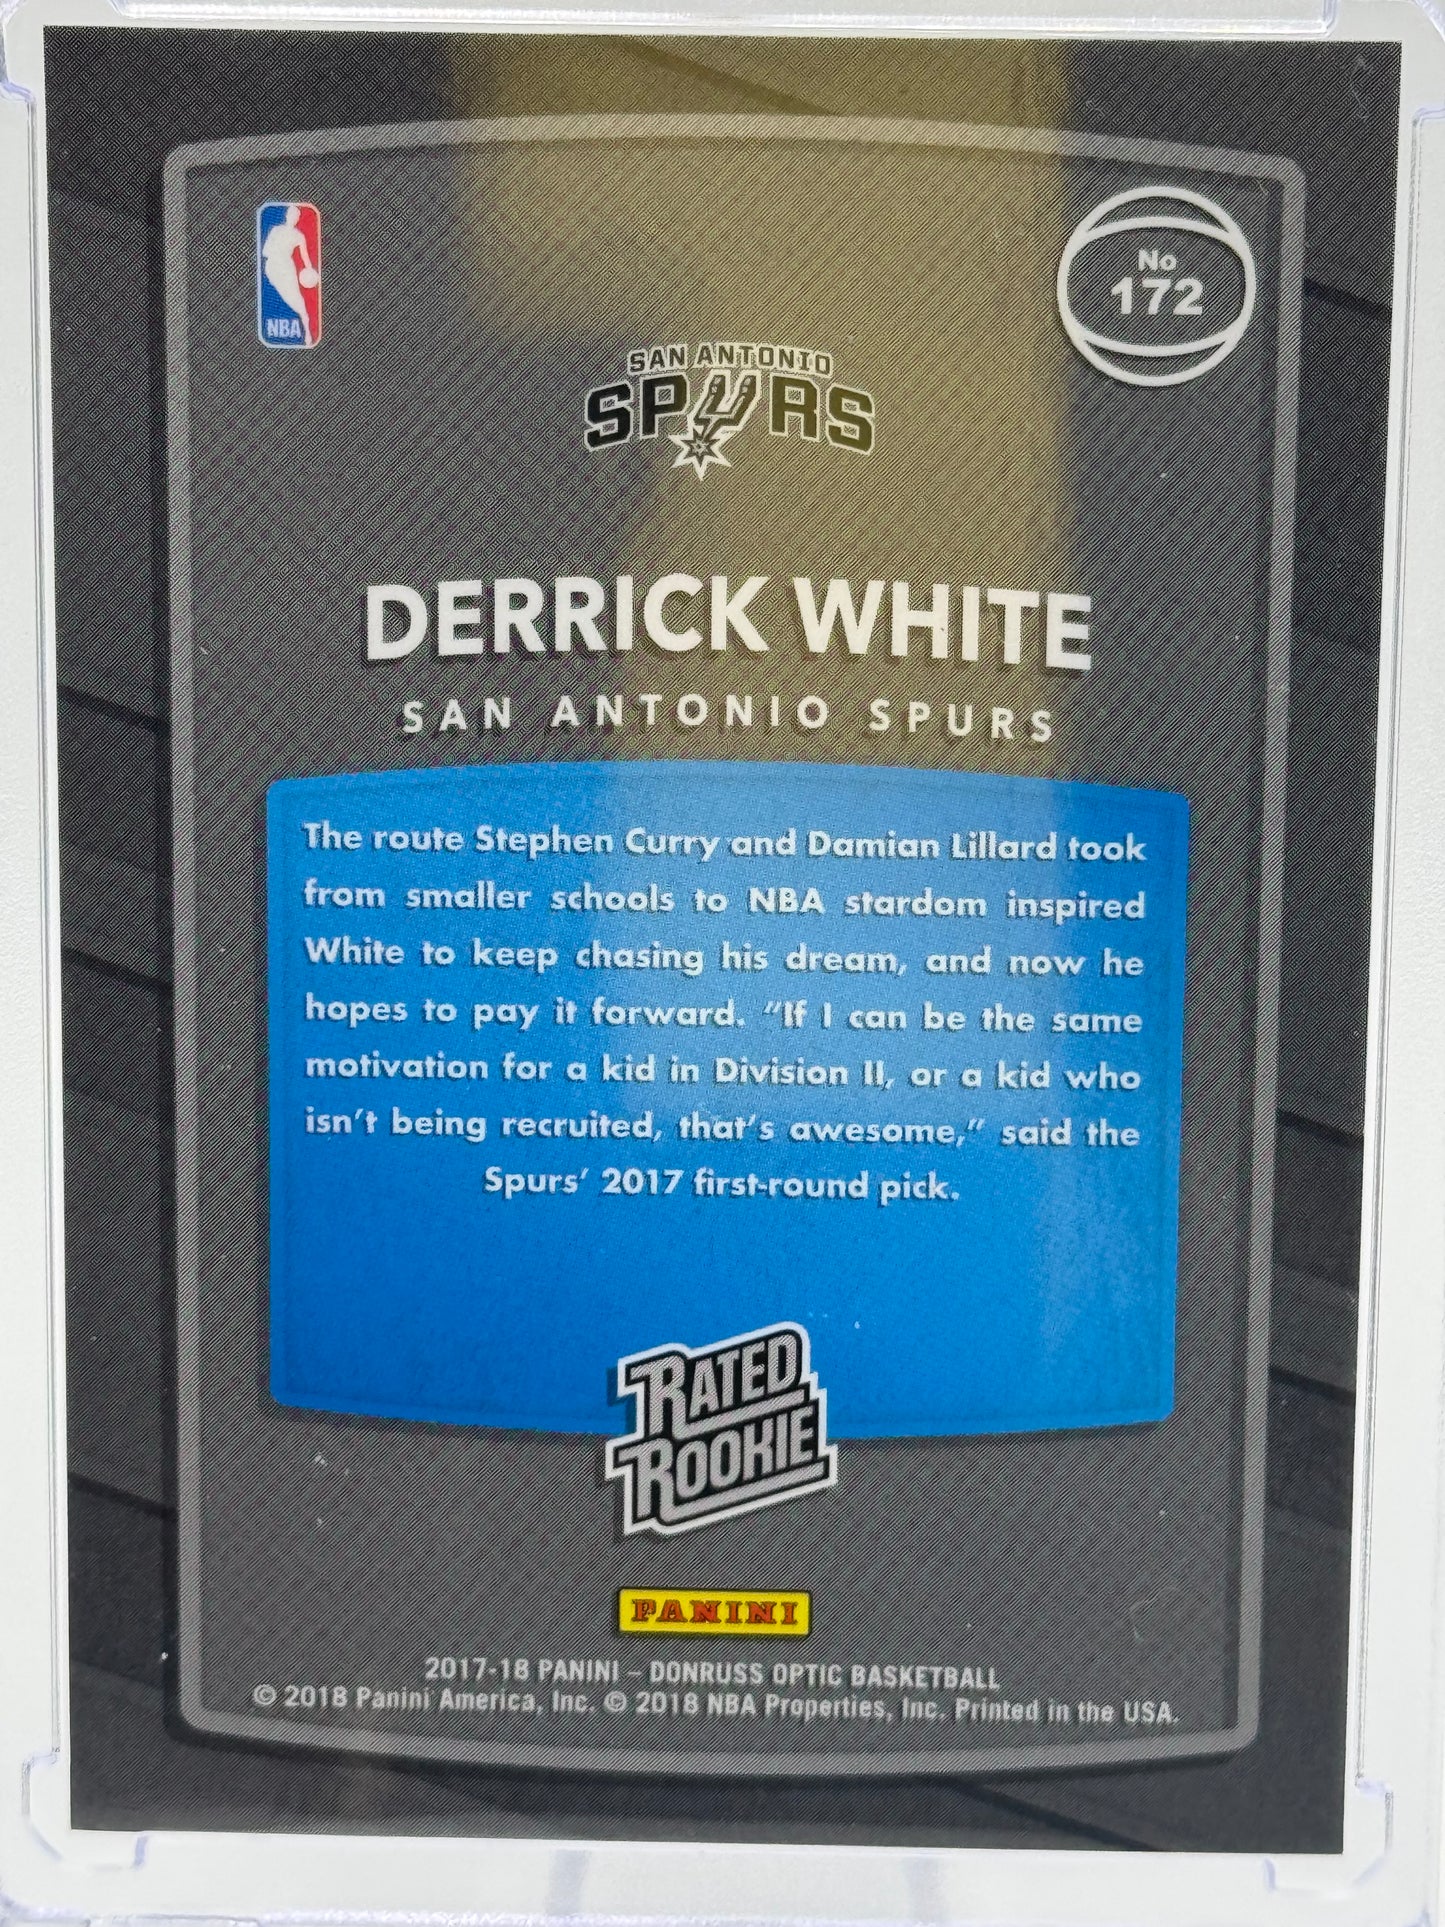 NBA
No
172
SAN ANTONIO
SPURS
DERRICK WHITE
SAN ANTONIO SPURS
The route Stephen Curry and Damian Lillard took
from smaller schools to NBA stardom inspired
White to keep chasing his dream, and now he
hopes to pay it forward. “If I can be the same
motivation for a kid in Division II, or a kid who
isn’t being recruited, that’s awesome,” said the
Spurs’ 2017 first-round pick.
RATED
ROOKIE
PANINI
2017-18 PANINI – DONRUSS OPTIC BASKETBALL
© 2018 Panini America, Inc. © 2018 NBA Properties, Inc. Printed in the USA.